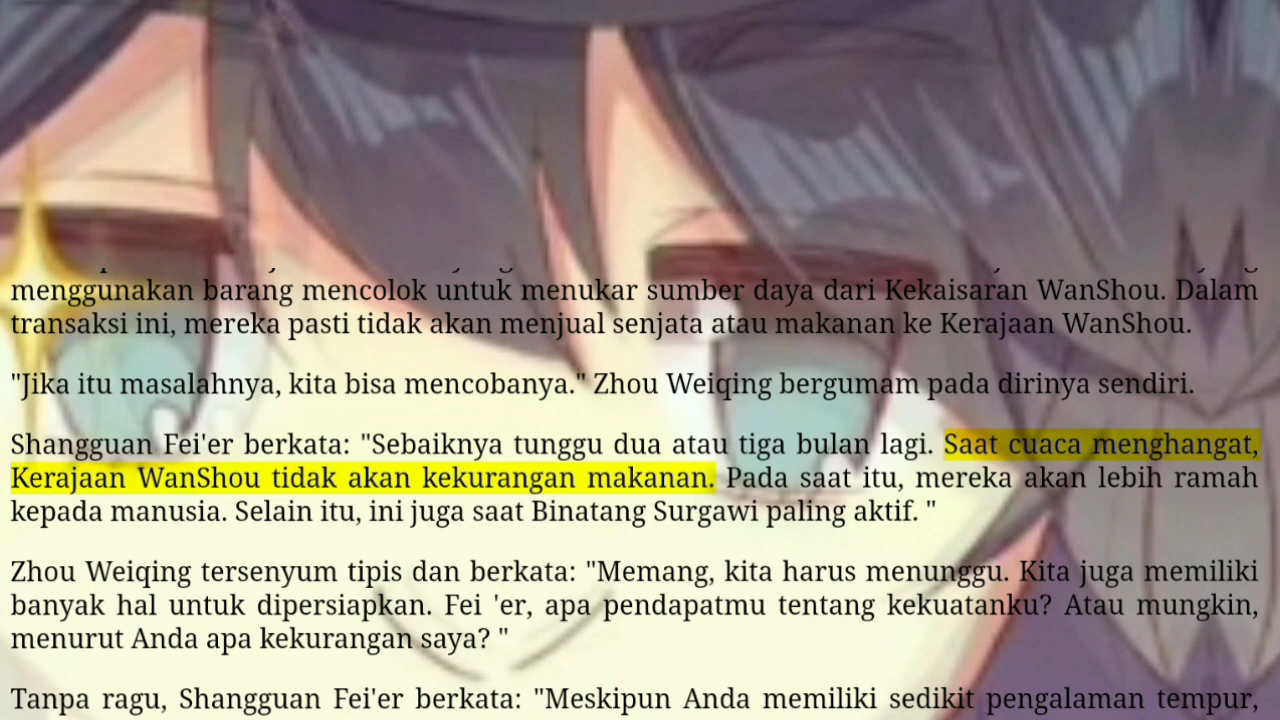 menggunakan barang mencolok untuk menukar sumber daya dari Kekaisaran WanShou. Dalam
transaksi ini, mereka pasti tidak akan menjual senjata atau makanan ke Kerajaan WanShou.
"Jika itu masalahnya, kita bisa mencobanya." Zhou Weiqing bergumam pada dirinya sendiri.
Shangguan Fei'er berkata: "Sebaiknya tunggu dua atau tiga bulan lagi. Saat cuaca menghangat,
Kerajaan WanShou tidak akan kekurangan makanan. Pada saat itu, mereka akan lebih ramah
kepada manusia. Selain itu, ini juga saat Binatang Surgawi paling aktif. "
Zhou Weiqing tersenyum tipis dan berkata: "Memang, kita harus menunggu. Kita juga memiliki
banyak hal untuk dipersiapkan. Fei 'er, apa pendapatmu tentang kekuatanku? Atau mungkin,
menurut Anda apa kekurangan saya? "
Tanpa ragu, Shangguan Fei'er berkata: "Meskipun Anda memiliki sedikit pengalaman tempur,